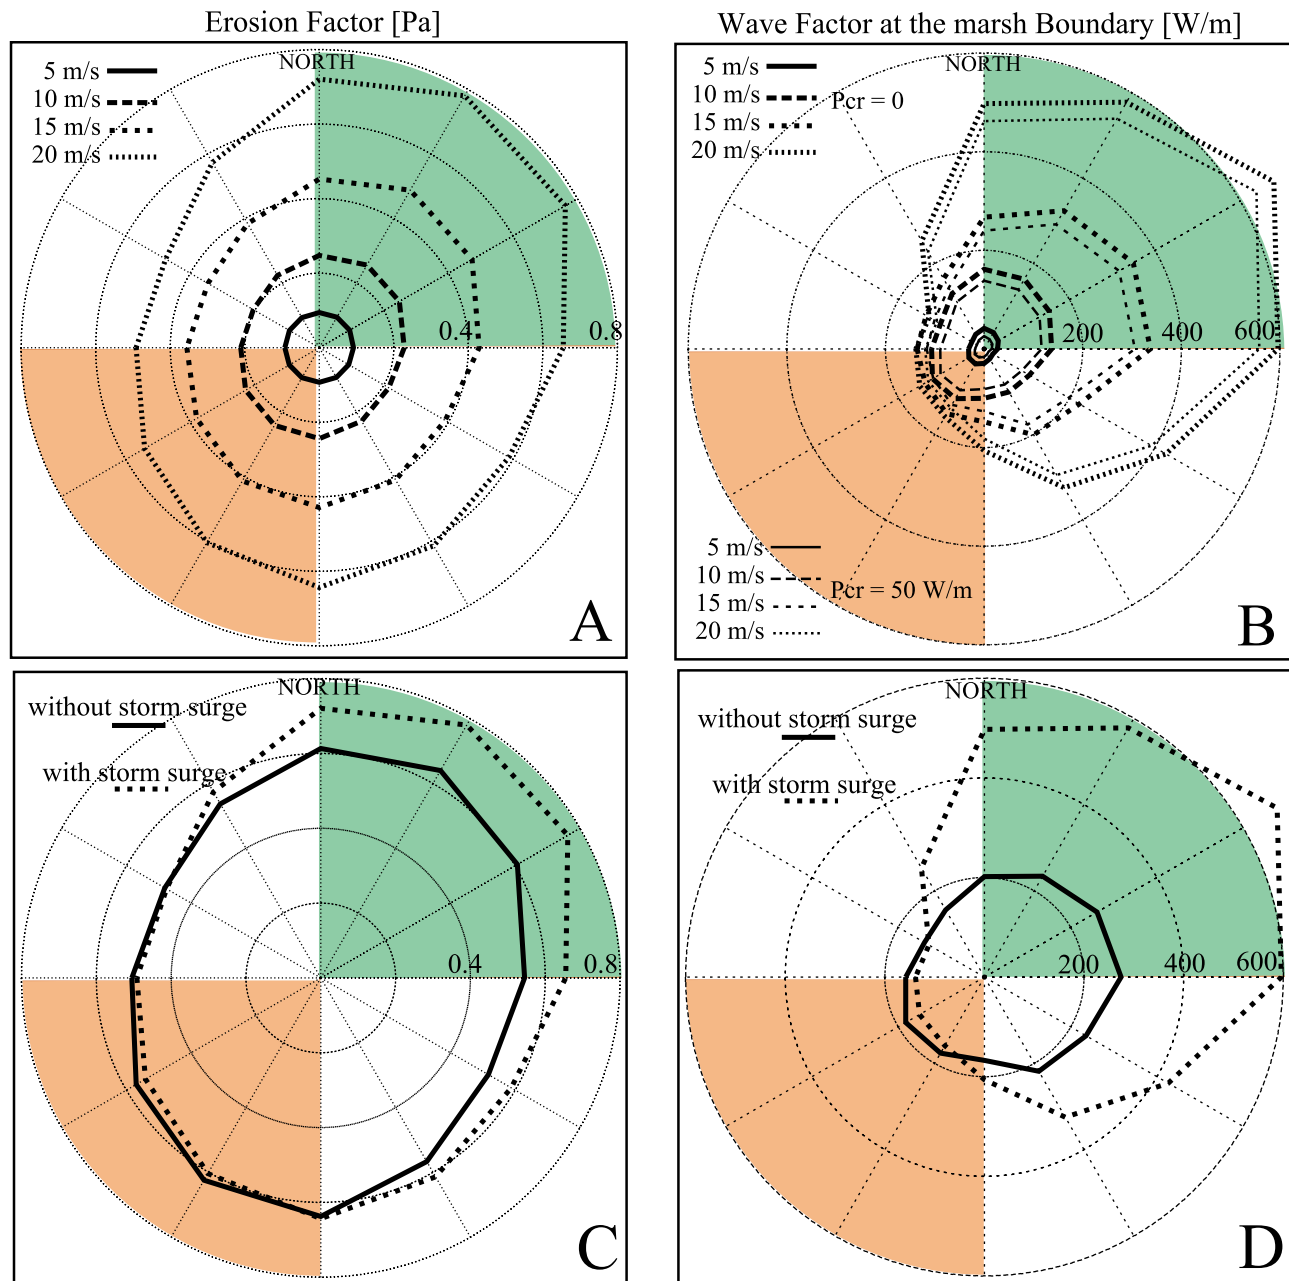 Erosion Factor [Pa]
NORTH
5 m/s
10 m/s
15 m/s
20 m/s
0.4
0.8
A
Wave Factor at the marsh Boundary [W/m]
NORTH
5 m/s
10 m/s
Pcr = 0
15 m/s
20 m/s
200
400
600
5 m/s
10 m/s
Pcr = 50 W/m
15 m/s
20 m/s
B
NORTH
without storm surge
with storm surge
0.4
0.8
C
NORTH
without storm surge
with storm surge
200
400
600
D